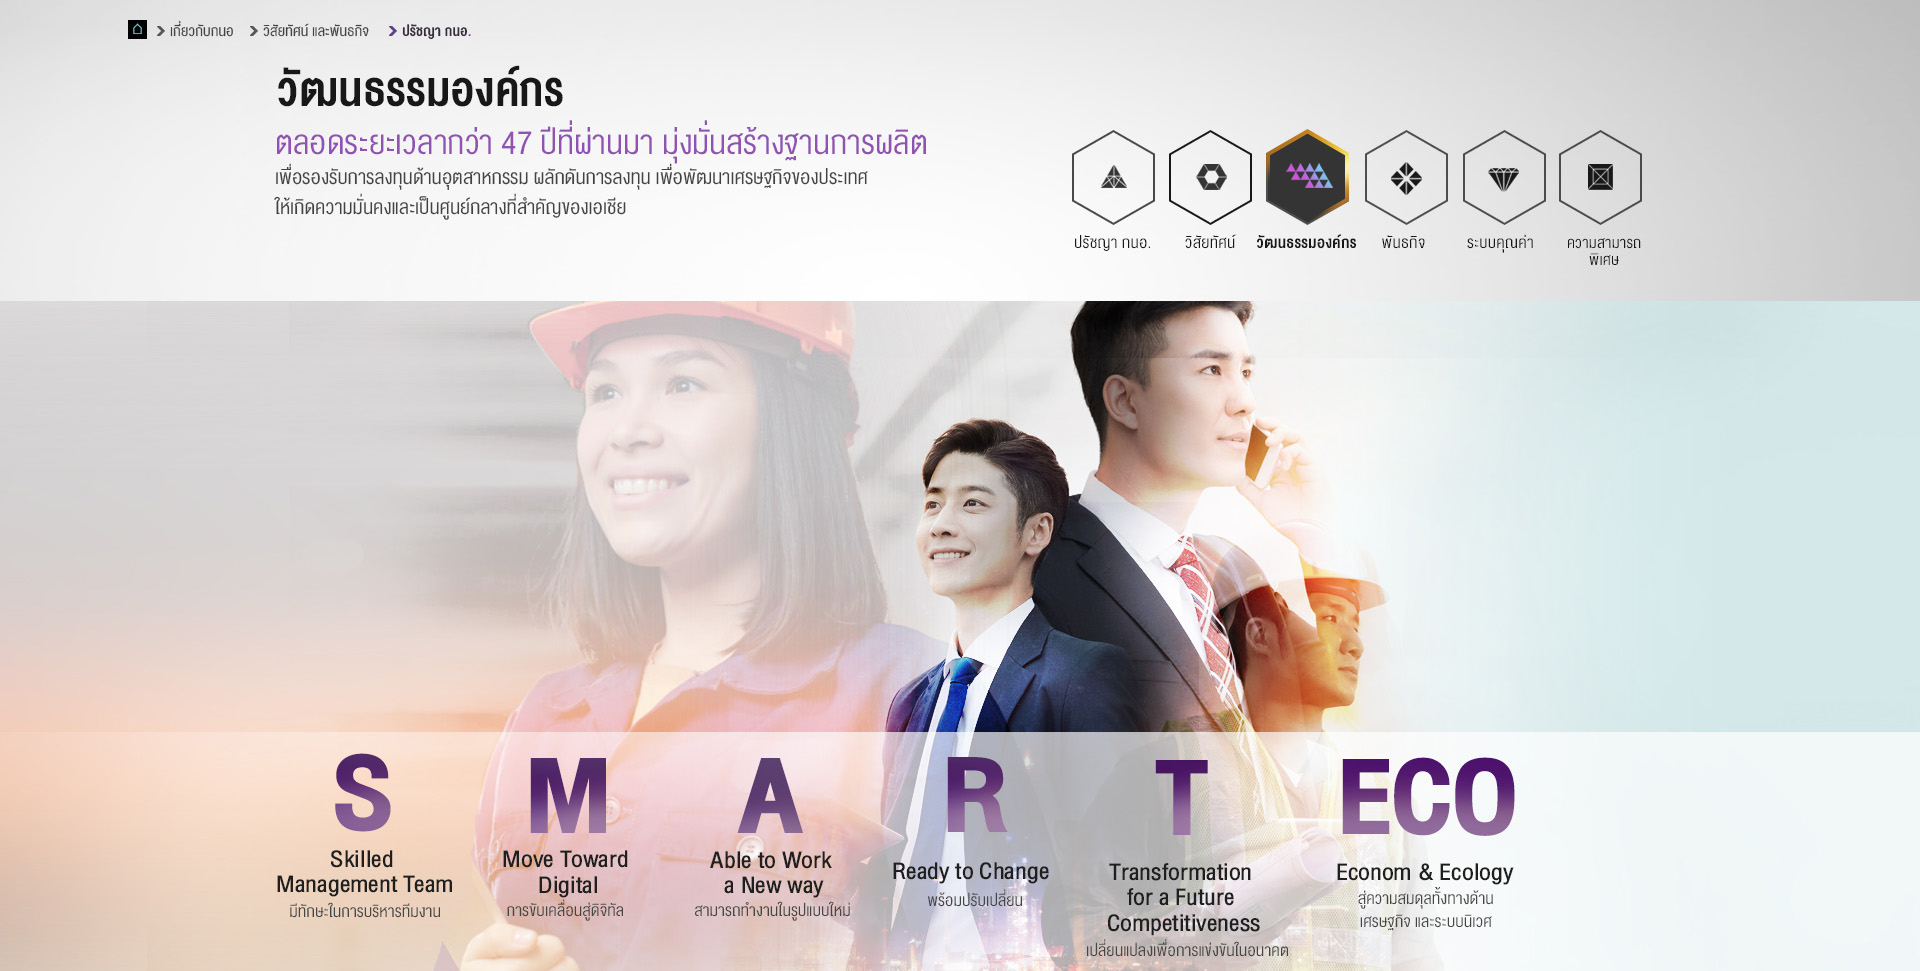 เกี่ยวกับกนอ วิสัยทัศน์ และพันธกิจ ปรัชญา กนอ.
วัฒนธรรมองค์กร
ตลอดระยะเวลากว่า 47 ปีที่ผ่านมา มุ่งมั่นสร้างฐานการผลิต
เพื่อรองรับการลงทุนด้านอุตสาหกรรม ผลักดันการลงทุน เพื่อพัฒนาเศรษฐกิจของประเทศ
ให้เกิดความมั่นคงและเป็นศูนย์กลางที่สำคัญของเอเชีย
ปรัชญา กนอ.
วิสัยทัศน์
วัฒนธรรมองค์กร
พันธกิจ
ระบบคุณค่า
ความสามารถ
พิเศษ
S
Skilled
Management Team
มีทักษะในการบริหารทีมงาน
M
Move Toward
Digital
การขับเคลื่อนสู่ดิจิทัล
A
Able to Work
a New way
สามารถทำงานในรูปแบบใหม่
R
Ready to Change
พร้อมปรับเปลี่ยน
T
Transformation
for a Future
Competitiveness
เปลี่ยนแปลงเพื่อการแข่งขันในอนาคต
ECO
Econom & Ecology
สู่ความสมดุลทั้งทางด้าน
เศรษฐกิจ และระบบนิเวศ